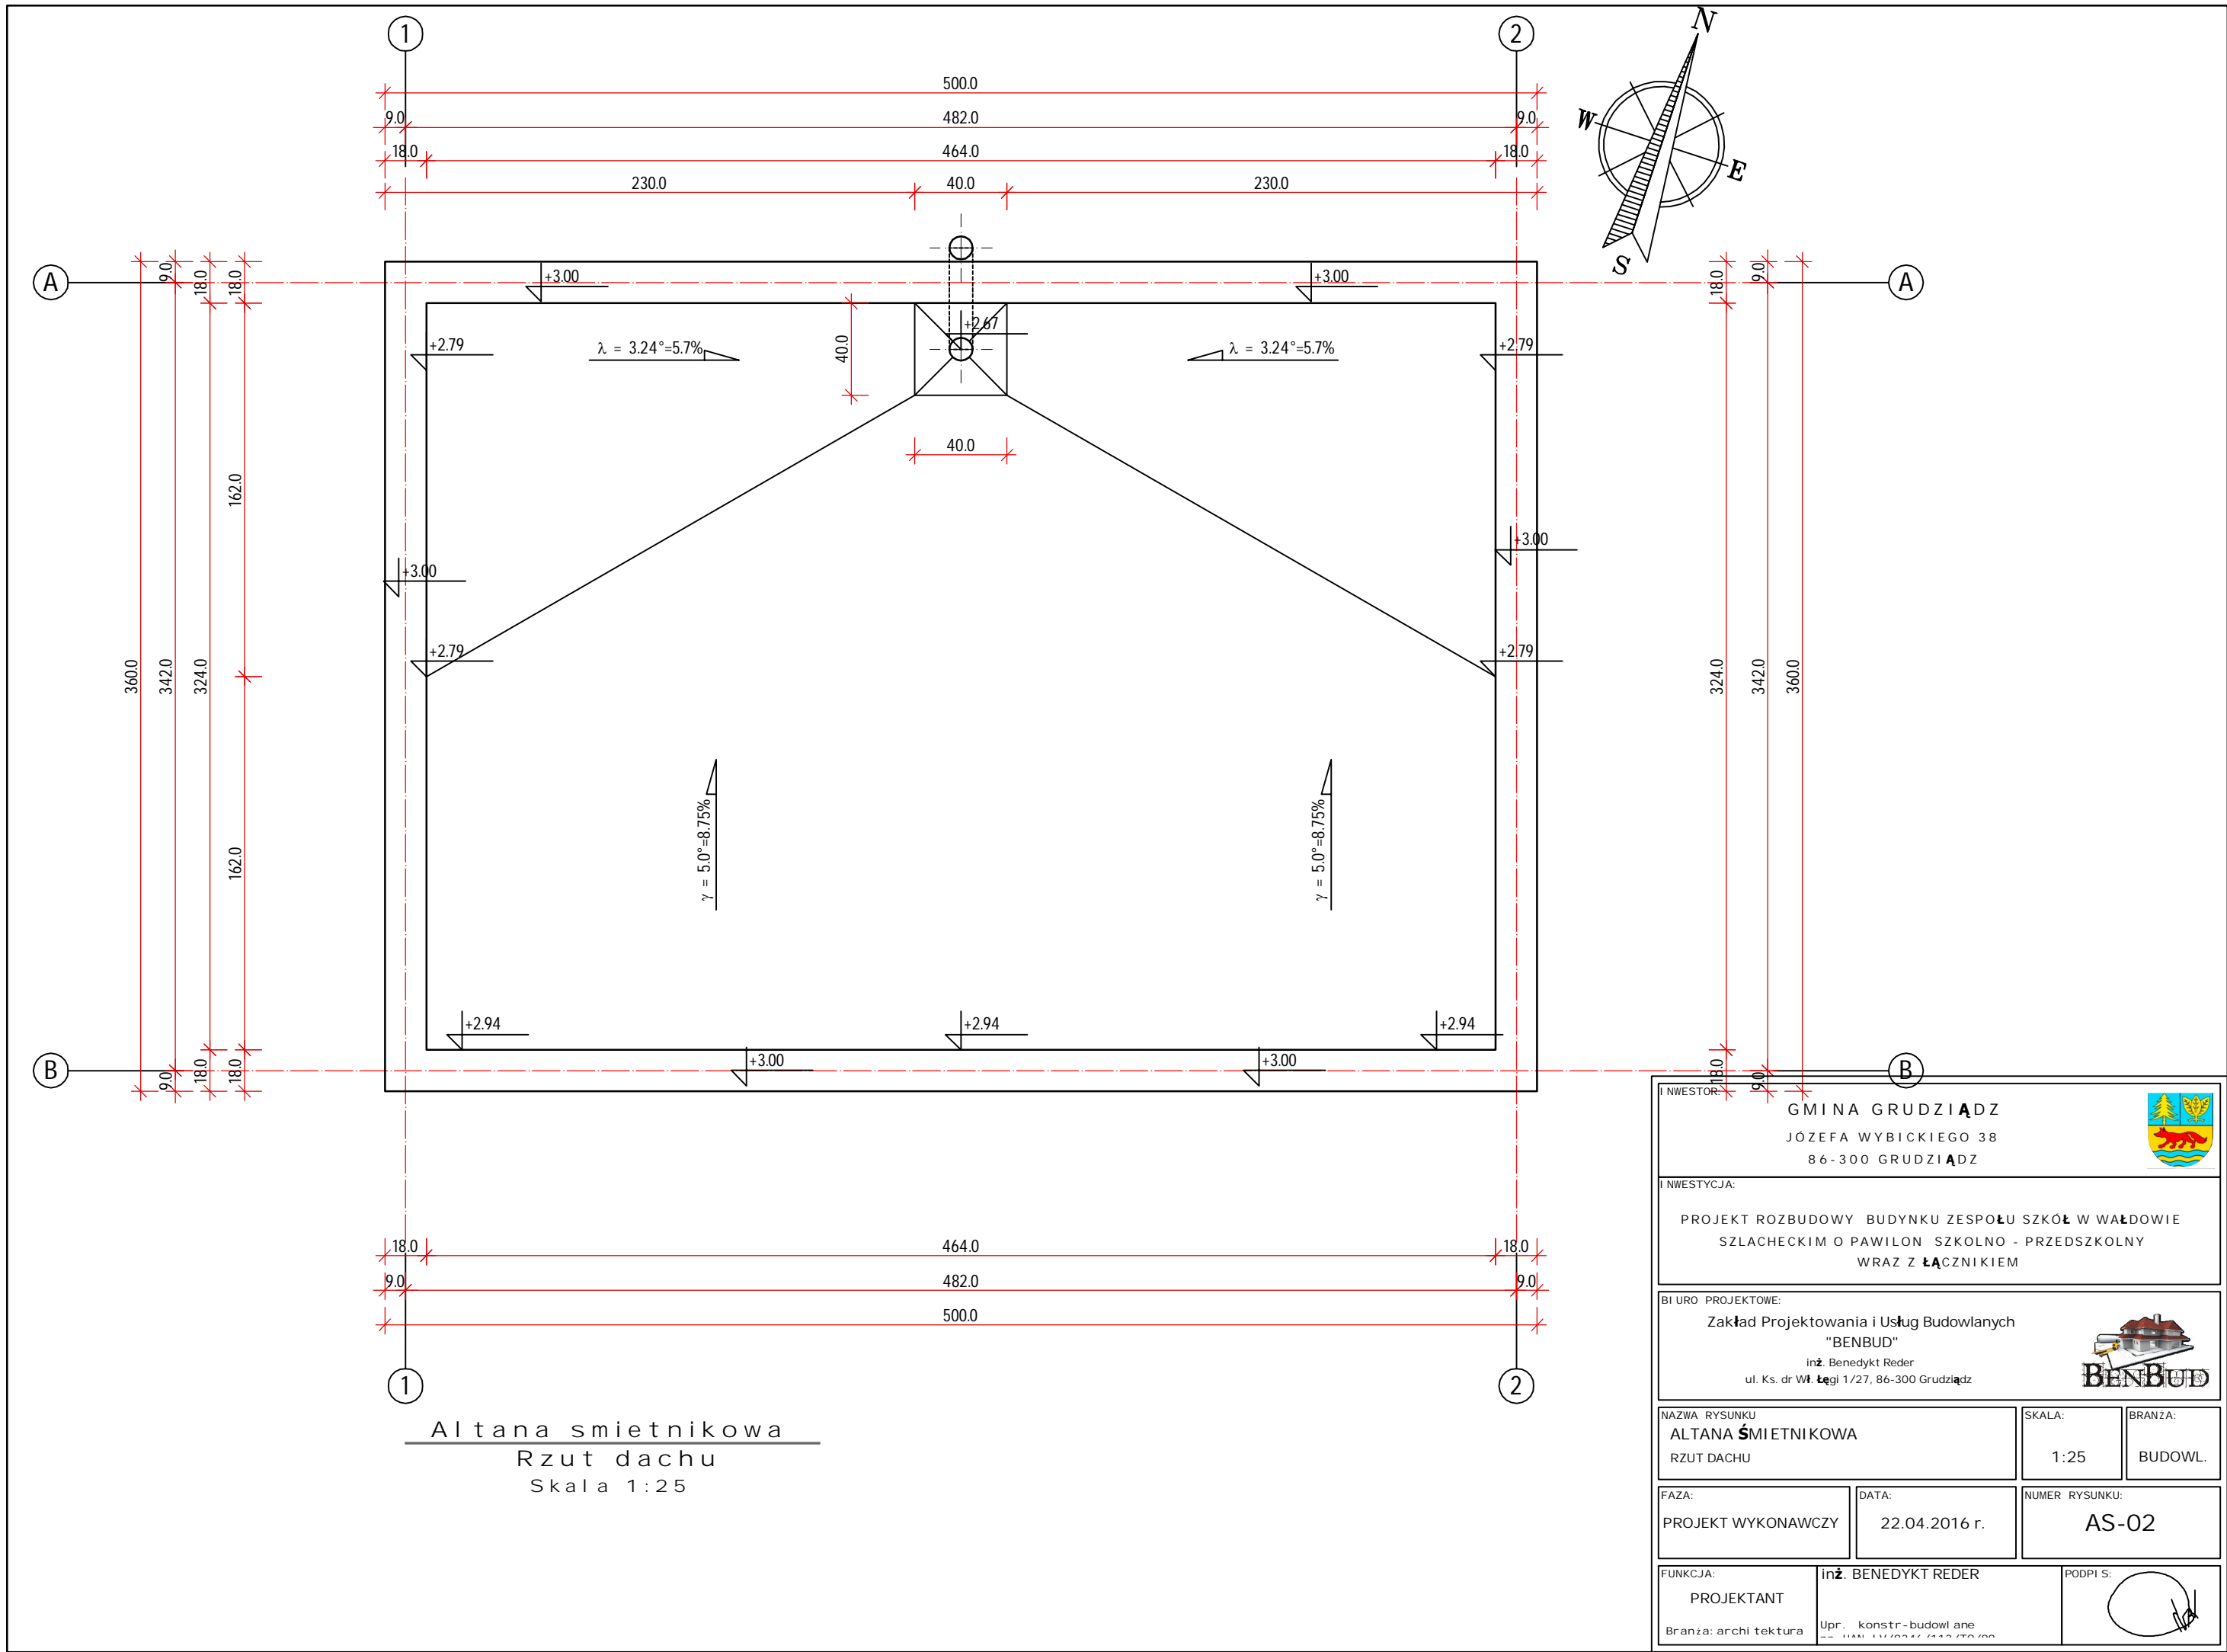 1
2
N
W
E
S
500.0
9.0
482.0
9.0
18.0
464.0
18.0
230.0
40.0
230.0
A
A
9.0
18.0
18.0
18.0
9.0
+3.00
+3.00
+2.67
+2.79
+2.79
λ = 3.24°=5.7%
λ = 3.24°=5.7%
40.0
40.0
162.0
+3.00
+3.00
+2.79
+2.79
360.0
342.0
324.0
324.0
342.0
360.0
162.0
γ = 5.0°=8.75%
γ = 5.0°=8.75%
+2.94
+2.94
+2.94
+3.00
+3.00
B
B
9.0
18.0
18.0
18.0
9.0
18.0
464.0
18.0
9.0
482.0
9.0
500.0
1
2
Altana smietnikowa
Rzut dachu
Skala 1:25
INWESTOR:
GMINA GRUDZIĄDZ
JÓZEFA WYBICKIEGO 38
86-300 GRUDZIĄDZ
INWESTYCJA:
PROJEKT ROZBUDOWY BUDYNKU ZESPOŁU SZKÓŁ W WAŁDOWIE
SZLACHECKIM O PAWILON SZKOLNO - PRZEDSZKOLNY
WRAZ Z ŁĄCZNIKIEM
BIURO PROJEKTOWE:
Zakład Projektowania i Usług Budowlanych
"BENBUD"
inż. Benedykt Reder
ul. Ks. dr Wł. Łęgi 1/27, 86-300 Grudziądz
BENBUD
NAZWA RYSUNKU
ALTANA ŚMIETNIKOWA
RZUT DACHU
SKALA:
1:25
BRANŻA:
BUDOWL.
FAZA:
PROJEKT WYKONAWCZY
DATA:
22.04.2016 r.
NUMER RYSUNKU:
AS-02
FUNKCJA:
PROJEKTANT
Branża: architektura
inż. BENEDYKT REDER
Upr. konstr-budowlane
PODPIS: